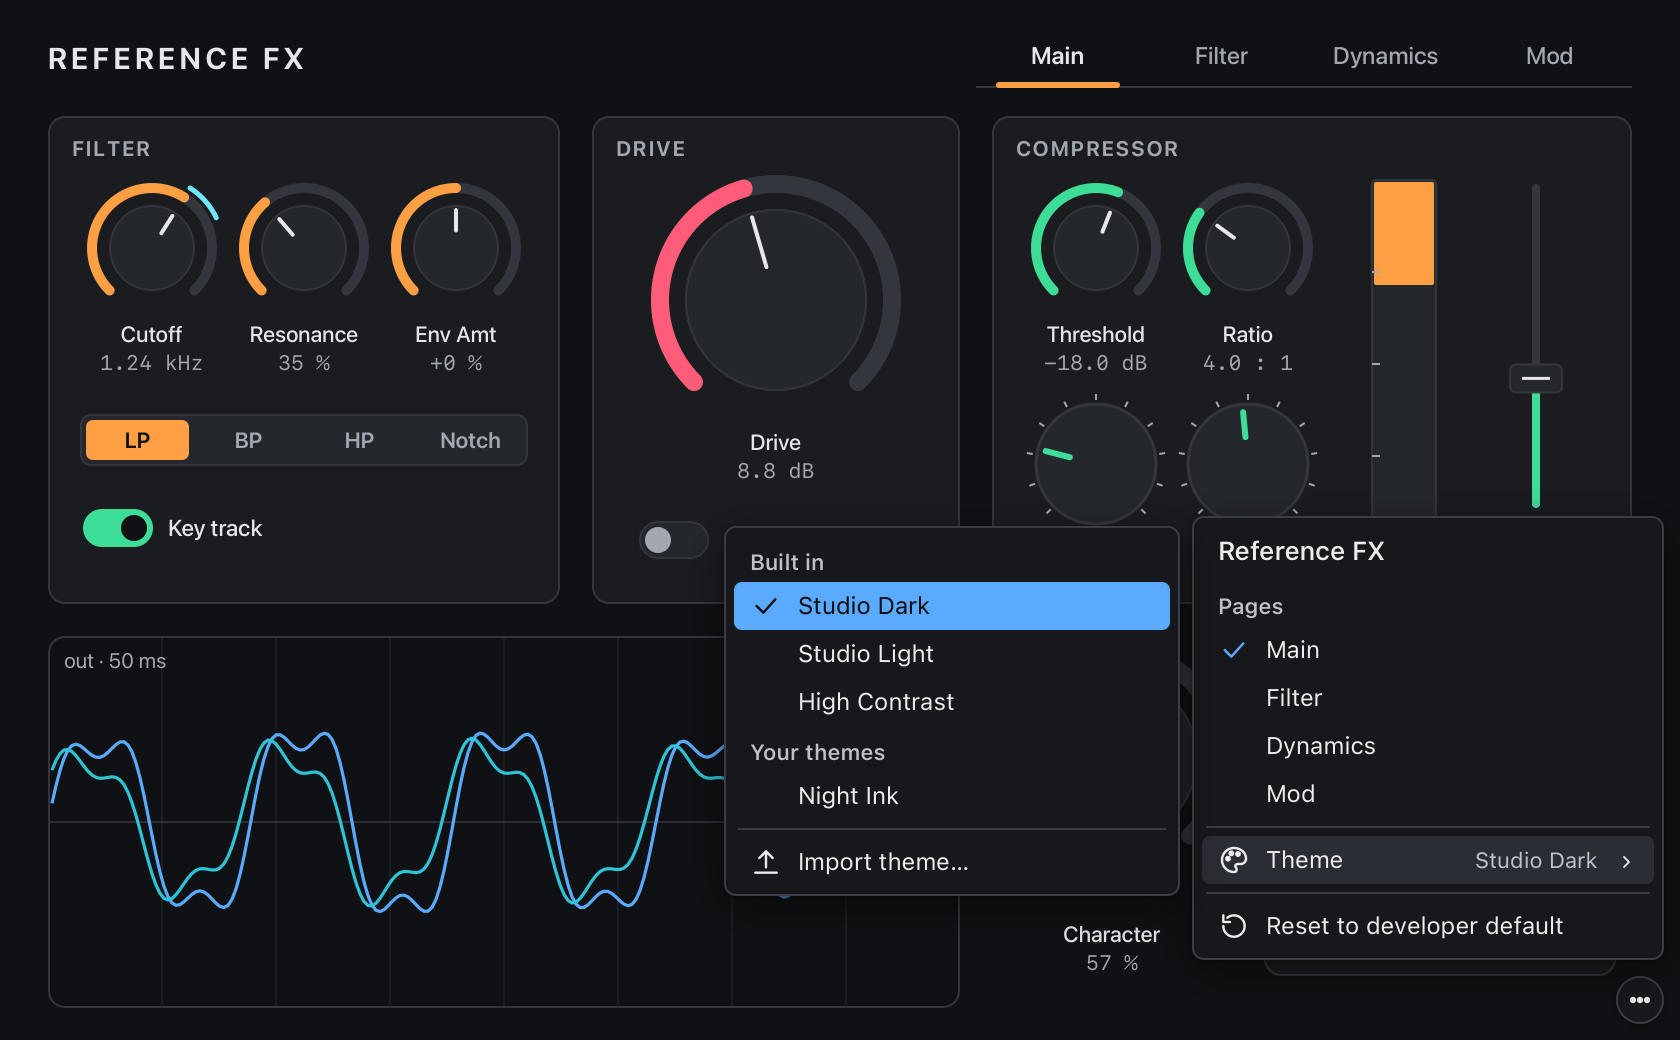 REFERENCE FX
Main
Filter
Dynamics
Mod
FILTER
Cutoff
1.24 kHz
Resonance
35 %
Env Amt
+0 %
LP
BP
HP
Notch
Key track
DRIVE
Drive
8.8 dB
COMPRESSOR
Threshold
−18.0 dB
Ratio
4.0 : 1
out · 50 ms
Built in
Studio Dark
Studio Light
High Contrast
Your themes
Night Ink
Import theme…
Character
57 %
Reference FX
Pages
Main
Filter
Dynamics
Mod
Theme
Studio Dark
Reset to developer default